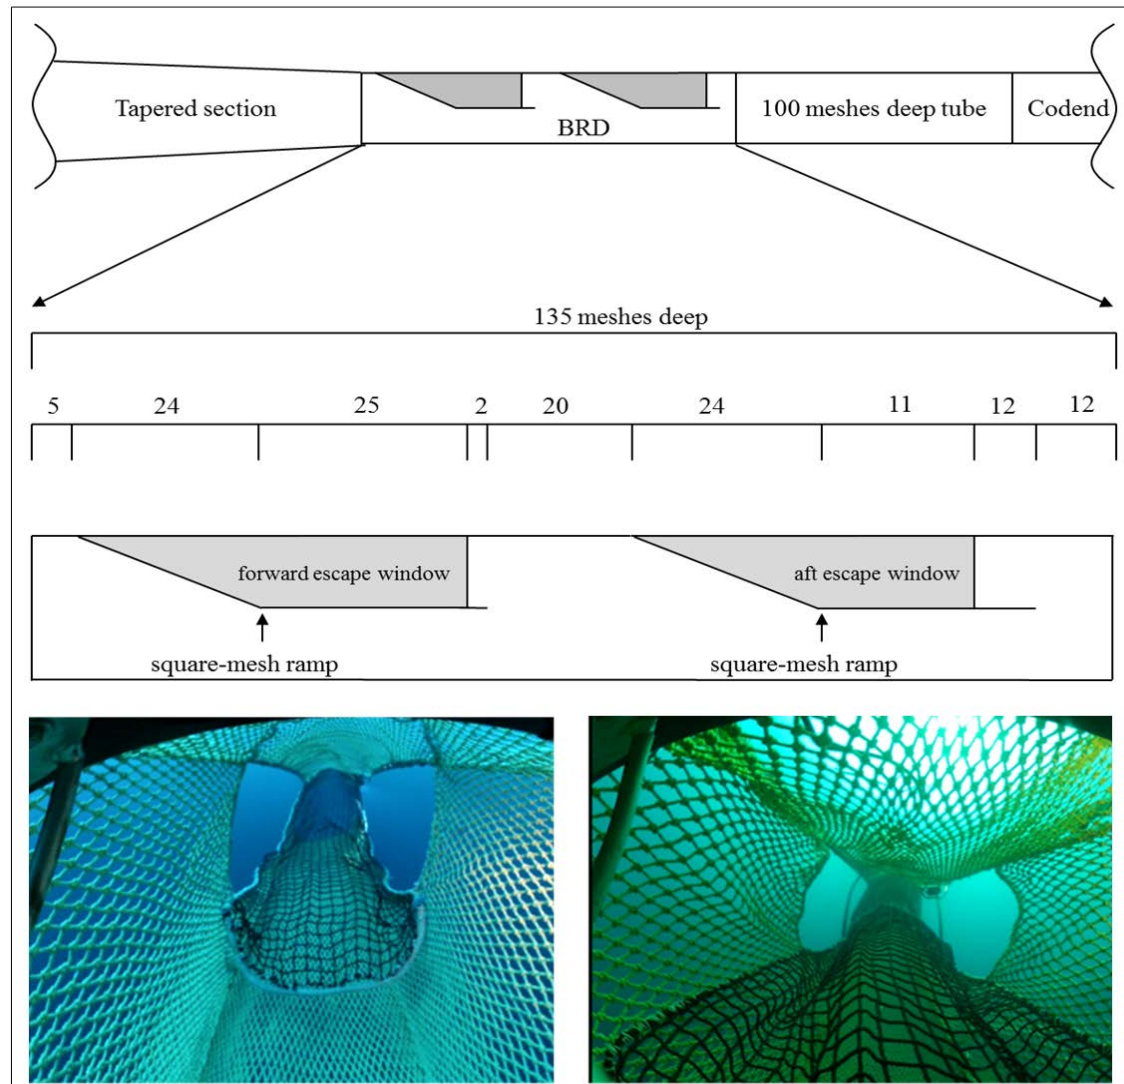 Tapered section
BRD
100 meshes deep tube
Codend
135 meshes deep
5 24 25 2 20 24 11 12 12
forward escape window
aft escape window
square-mesh ramp
square-mesh ramp